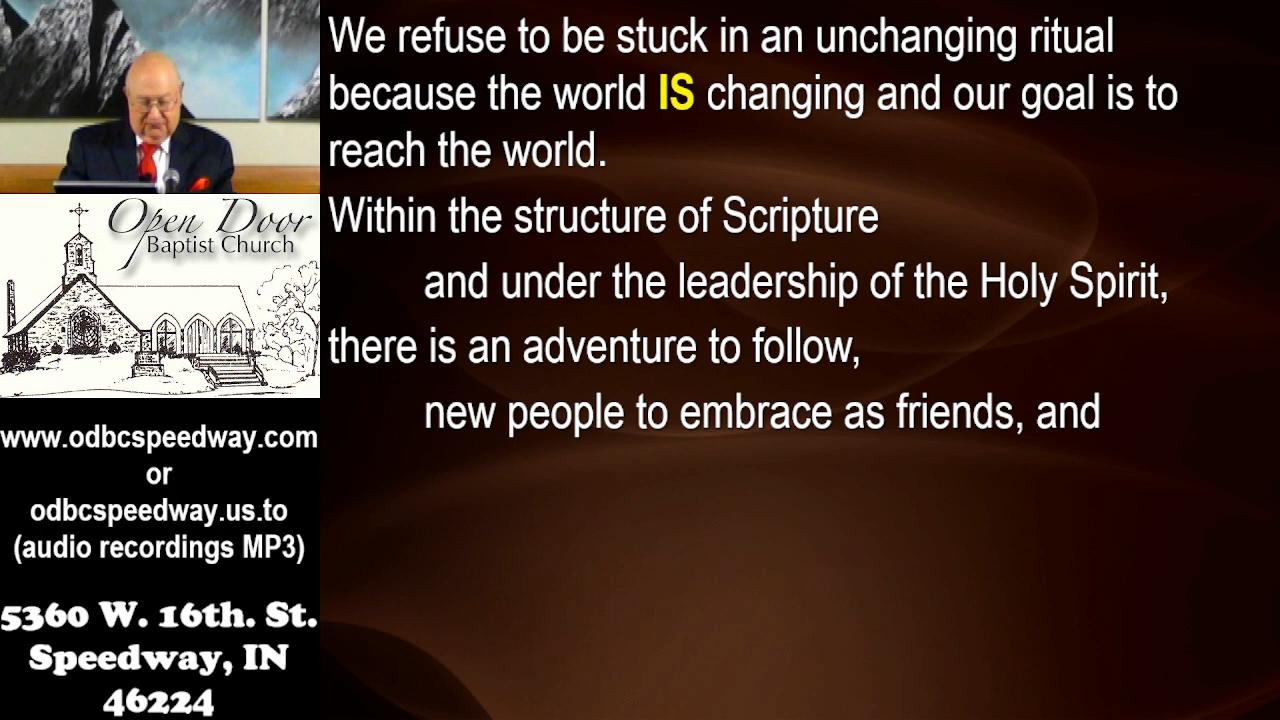 We refuse to be stuck in an unchanging ritual
because the world IS changing and our goal is to
reach the world.
Within the structure of Scripture
and under the leadership of the Holy Spirit,
there is an adventure to follow,
new people to embrace as friends, and
Open Door
Baptist Church
www.odbcspeedway.com
or
odbcspeedway.us.to
(audio recordings MP3)
5360 W. 16th. St.
Speedway, IN
46224